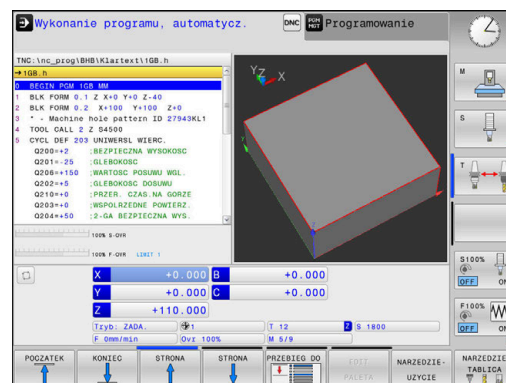 Wykonanie programu, automatycz.
DNC
PGM MGT
Programowanie
TNC:\nc_prog\BHB\Klartext\1GB.h
→1GB.h
0 BEGIN PGM 1GB MM
1 BLK FORM 0.1 Z X+0 Y+0 Z-40
2 BLK FORM 0.2 X+100 Y+100 Z+0
3 * - Machine hole pattern ID 27943KL1
4 TOOL CALL 2 Z S4500
5 CYCL DEF 203 UNIWERSL WIERC.
Q200=+2 ;BEZPIECZNA WYSOKOSC
Q201=-25 ;GLEBOKOSC
Q206=+150 ;WARTOSC POSUWU WGL.
Q202=+5 ;GLEBOKOSC DOSUWU
Q210=+0 ;PRZER. CZAS.NA GORZE
Q203=+0 ;WSPOLRZEDNE POWIERZ.
Q204=+50 ;2-GA BEZPIECZNA WYS.
100% S-OVR
100% F-OVR LIMIT 1
Y Z X
X +0.000 B +0.000
Y +0.000 C +0.000
Z +110.000
Tryb: ZADA. 1 T 12 Z S 1800
F 0mm/min Ovr 100% M 5/9
M
S
T
S100%
OFF ON
F100%
OFF ON
POCZATEK
KONIEC
STRONA
STRONA
PRZEBIEG DO
EDIT PALETA
NARZEDZIE-UZYCIE
NARZEDZIE TABLICA